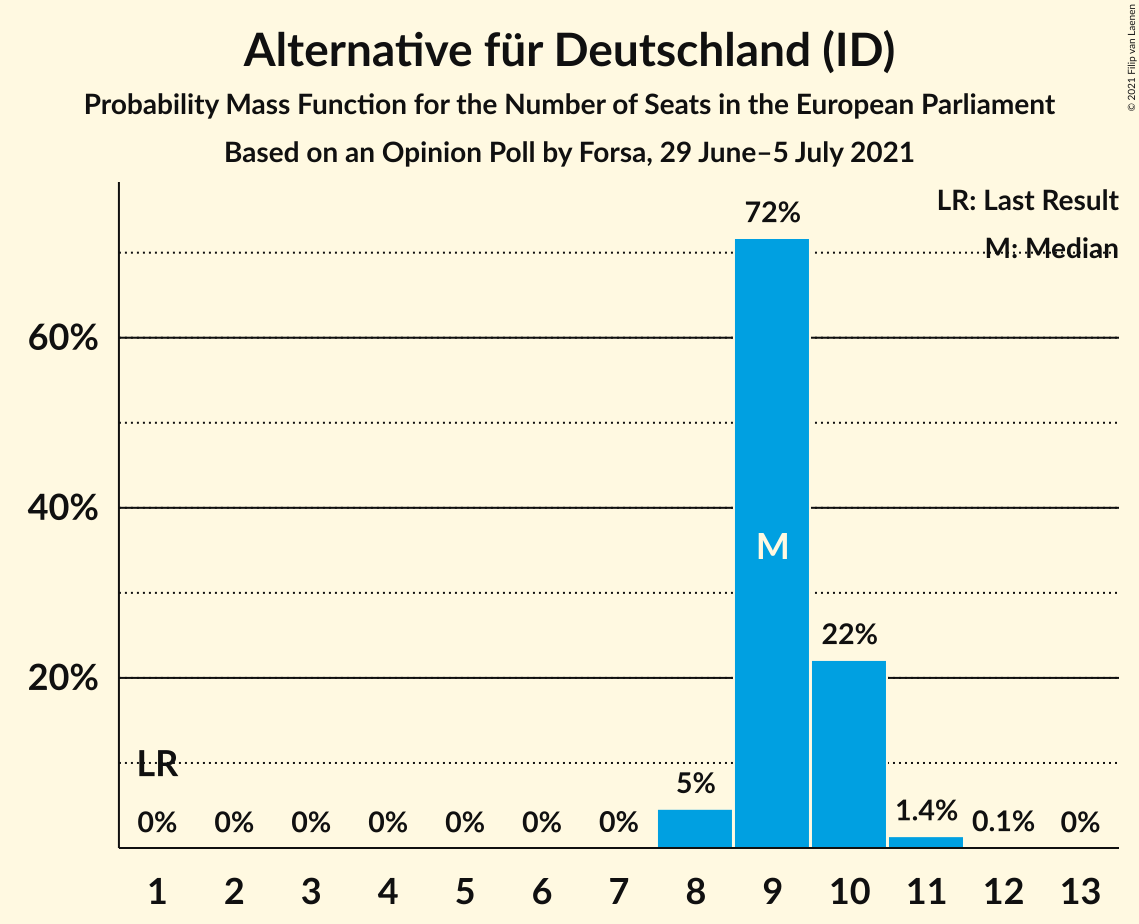 Alternative für Deutschland (ID)
Probability Mass Function for the Number of Seats in the European Parliament
Based on an Opinion Poll by Forsa, 29 June–5 July 2021
© 2021 Filip van Laenen
LR: Last Result
M: Median
72%
60%
40%
M
22%
20%
LR
5%
0% 0% 0% 0% 0% 0% 0% 1.4% 0.1% 0%
1 2 3 4 5 6 7 8 9 10 11 12 13